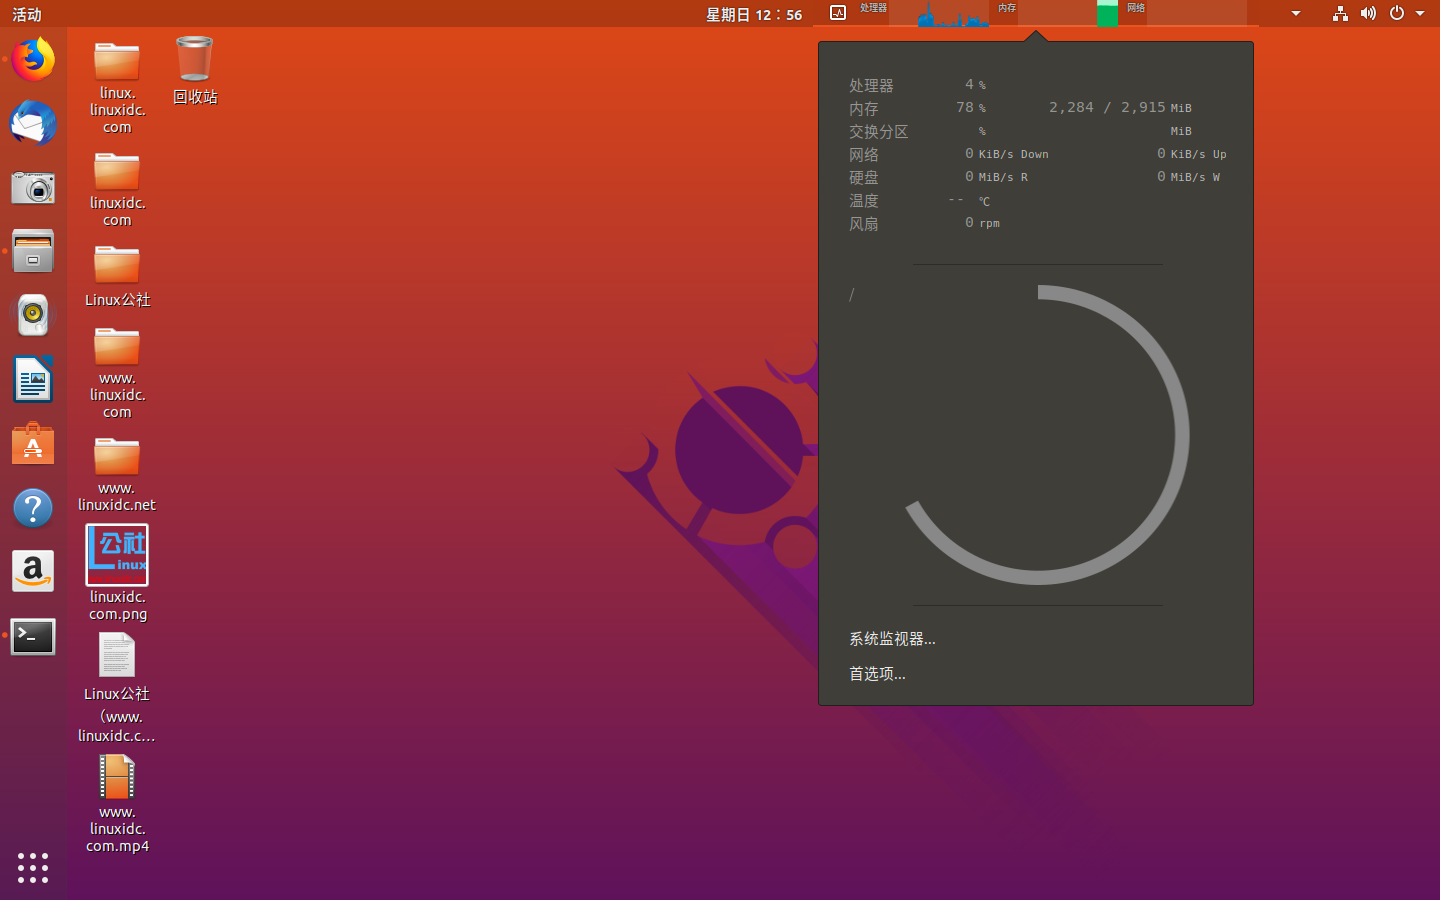 活动
星期日 12：56
处理器
内存
网络
linux.
linuxidc.
com
回收站
linuxidc.
com
Linux公社
www.
linuxidc.
com
www.
linuxidc.net
公社
Linux
linuxidc.
com.png
Linux公社
（www.
linuxidc.c…
www.
linuxidc.
com.mp4
处理器 4 %
内存 78 % 2,284 / 2,915 MiB
交换分区 % MiB
网络 0 KiB/s Down 0 KiB/s Up
硬盘 0 MiB/s R 0 MiB/s W
温度 -- ℃
风扇 0 rpm
/
系统监视器...
首选项...